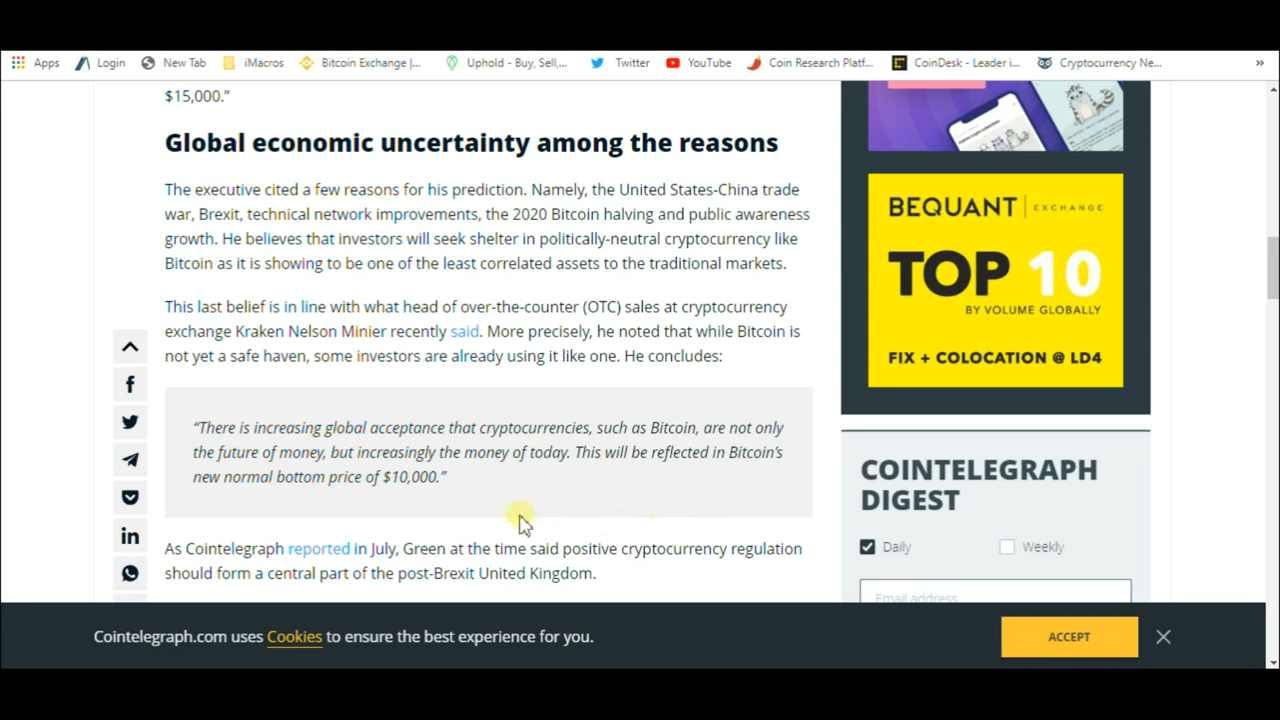 Apps Login New Tab iMacros Bitcoin Exchange |... Uphold - Buy, Sell,... Twitter YouTube Coin Research Platf... CoinDesk - Leader i... Cryptocurrency Ne... »
$15,000.”
Global economic uncertainty among the reasons
The executive cited a few reasons for his prediction. Namely, the United States-China trade
war, Brexit, technical network improvements, the 2020 Bitcoin halving and public awareness
growth. He believes that investors will seek shelter in politically-neutral cryptocurrency like
Bitcoin as it is showing to be one of the least correlated assets to the traditional markets.
This last belief is in line with what head of over-the-counter (OTC) sales at cryptocurrency
exchange Kraken Nelson Minier recently said. More precisely, he noted that while Bitcoin is
not yet a safe haven, some investors are already using it like one. He concludes:
“There is increasing global acceptance that cryptocurrencies, such as Bitcoin, are not only
the future of money, but increasingly the money of today. This will be reflected in Bitcoin’s
new normal bottom price of $10,000.”
As Cointelegraph reported in July, Green at the time said positive cryptocurrency regulation
should form a central part of the post-Brexit United Kingdom.
BEQUANT | EXCHANGE
TOP 10
BY VOLUME GLOBALLY
FIX + COLOCATION @ LD4
COINTELEGRAPH
DIGEST
Daily Weekly
Email address
Cointelegraph.com uses Cookies to ensure the best experience for you.
ACCEPT